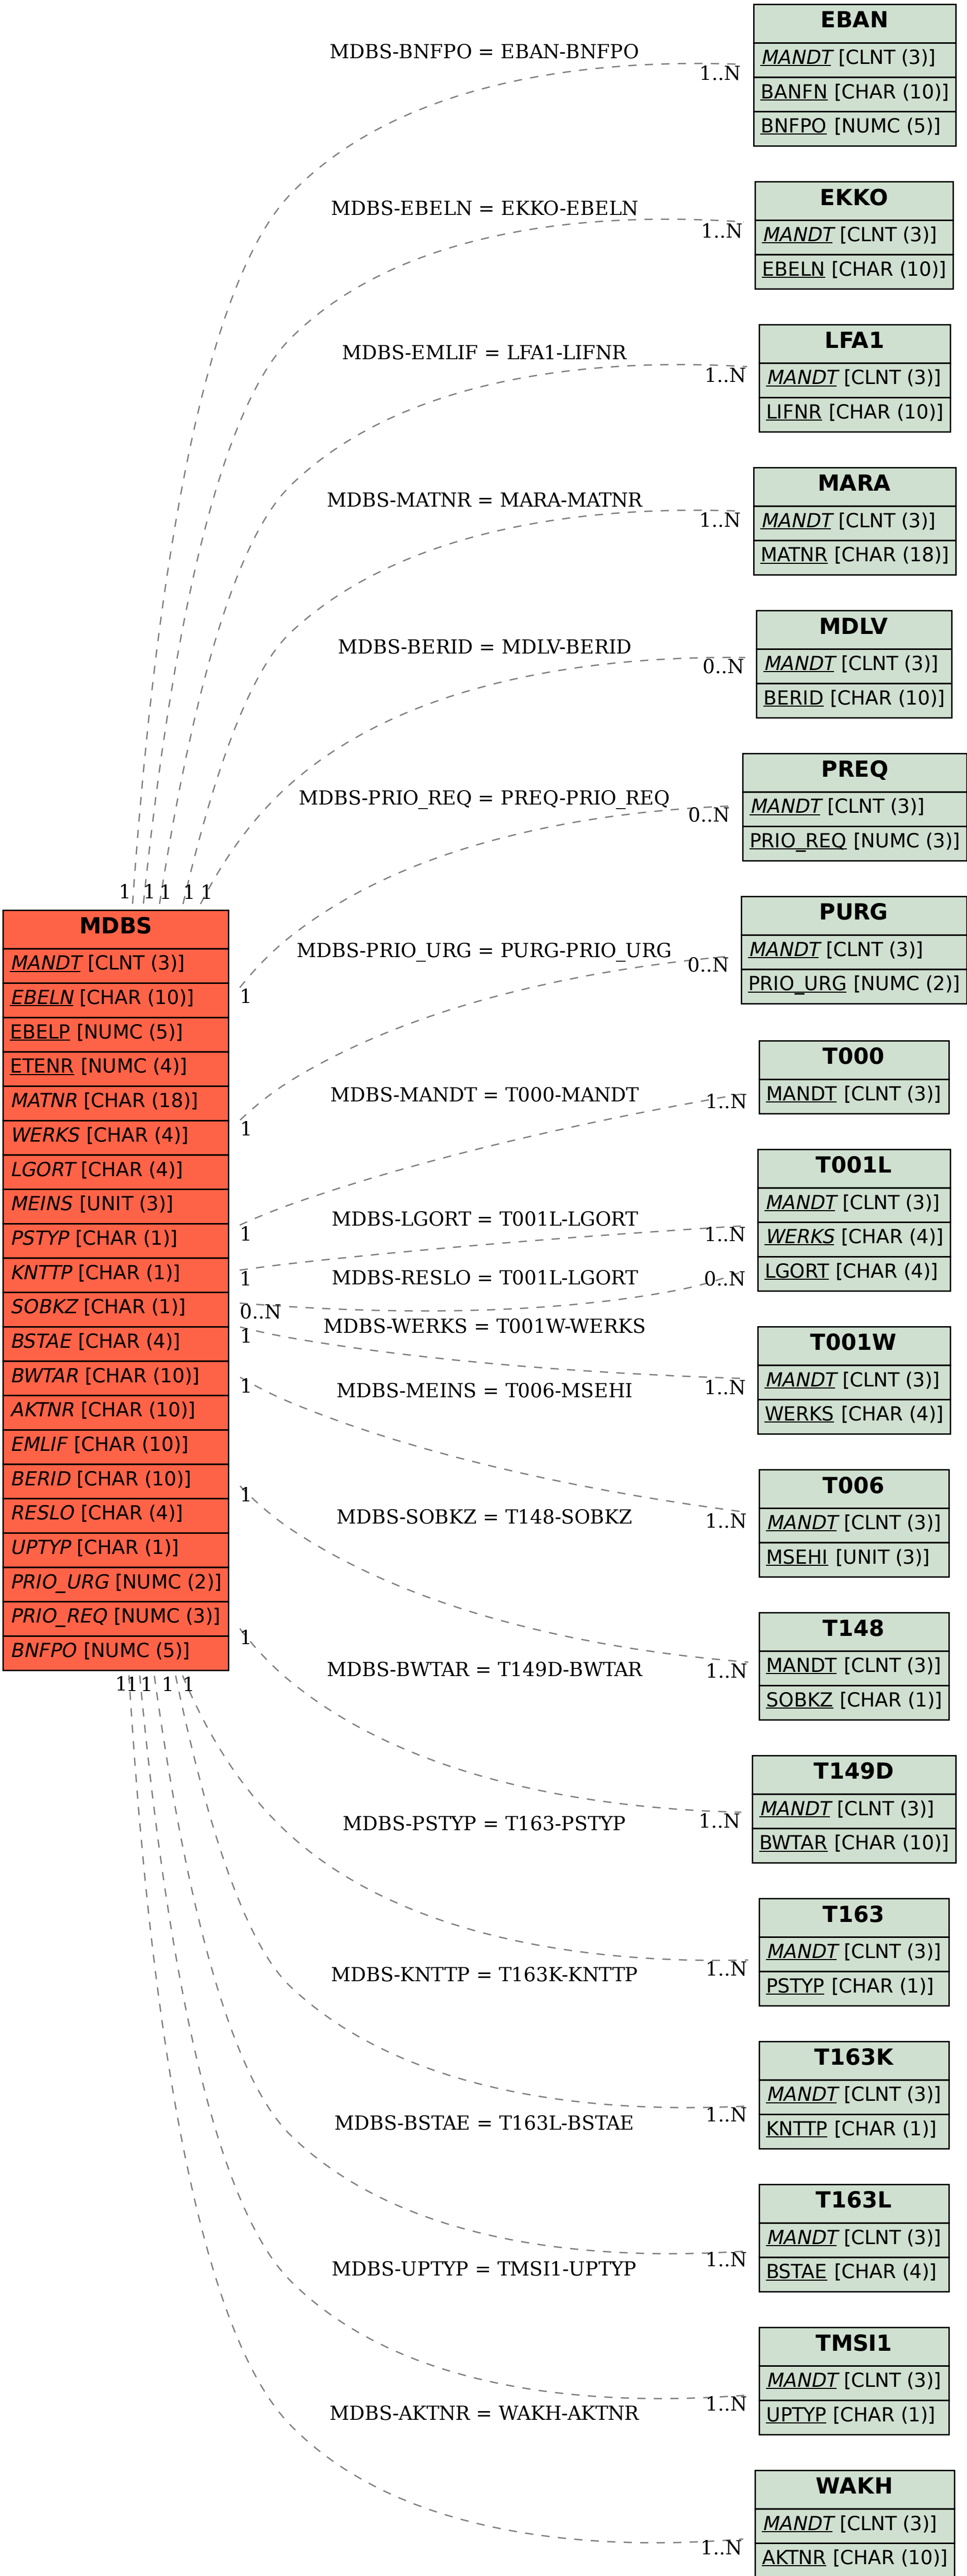 EBAN
MANDT [CLNT (3)]
BANFN [CHAR (10)]
BNFPO [NUMC (5)]
MDBS-BNFPO = EBAN-BNFPO
1..N
EKKO
MANDT [CLNT (3)]
EBELN [CHAR (10)]
MDBS-EBELN = EKKO-EBELN
1..N
LFA1
MANDT [CLNT (3)]
LIFNR [CHAR (10)]
MDBS-EMLIF = LFA1-LIFNR
1..N
MARA
MANDT [CLNT (3)]
MATNR [CHAR (18)]
MDBS-MATNR = MARA-MATNR
1..N
MDLV
MANDT [CLNT (3)]
BERID [CHAR (10)]
MDBS-BERID = MDLV-BERID
0..N
PREQ
MANDT [CLNT (3)]
PRIO_REQ [NUMC (3)]
MDBS-PRIO_REQ = PREQ-PRIO_REQ
0..N
1 1 1 1 1
MDBS
MANDT [CLNT (3)]
EBELN [CHAR (10)]
EBELP [NUMC (5)]
ETENR [NUMC (4)]
MATNR [CHAR (18)]
WERKS [CHAR (4)]
LGORT [CHAR (4)]
MEINS [UNIT (3)]
PSTYP [CHAR (1)]
KNTTP [CHAR (1)]
SOBKZ [CHAR (1)]
BSTAE [CHAR (4)]
BWTAR [CHAR (10)]
AKTNR [CHAR (10)]
EMLIF [CHAR (10)]
BERID [CHAR (10)]
RESLO [CHAR (4)]
UPTYP [CHAR (1)]
PRIO_URG [NUMC (2)]
PRIO_REQ [NUMC (3)]
BNFPO [NUMC (5)]
1
1
1
1
0..N
1
1
1
1
1 1 1 1 1
PURG
MANDT [CLNT (3)]
PRIO_URG [NUMC (2)]
MDBS-PRIO_URG = PURG-PRIO_URG
0..N
T000
MANDT [CLNT (3)]
MDBS-MANDT = T000-MANDT
1..N
T001L
MANDT [CLNT (3)]
WERKS [CHAR (4)]
LGORT [CHAR (4)]
MDBS-LGORT = T001L-LGORT
1..N
MDBS-RESLO = T001L-LGORT
0..N
T001W
MANDT [CLNT (3)]
WERKS [CHAR (4)]
MDBS-WERKS = T001W-WERKS
1..N
T006
MANDT [CLNT (3)]
MSEHI [UNIT (3)]
MDBS-MEINS = T006-MSEHI
1..N
T148
MANDT [CLNT (3)]
SOBKZ [CHAR (1)]
MDBS-SOBKZ = T148-SOBKZ
1..N
T149D
MANDT [CLNT (3)]
BWTAR [CHAR (10)]
MDBS-BWTAR = T149D-BWTAR
1..N
T163
MANDT [CLNT (3)]
PSTYP [CHAR (1)]
MDBS-PSTYP = T163-PSTYP
1..N
T163K
MANDT [CLNT (3)]
KNTTP [CHAR (1)]
MDBS-KNTTP = T163K-KNTTP
1..N
T163L
MANDT [CLNT (3)]
BSTAE [CHAR (4)]
MDBS-BSTAE = T163L-BSTAE
1..N
TMSI1
MANDT [CLNT (3)]
UPTYP [CHAR (1)]
MDBS-UPTYP = TMSI1-UPTYP
1..N
WAKH
MANDT [CLNT (3)]
AKTNR [CHAR (10)]
MDBS-AKTNR = WAKH-AKTNR
1..N